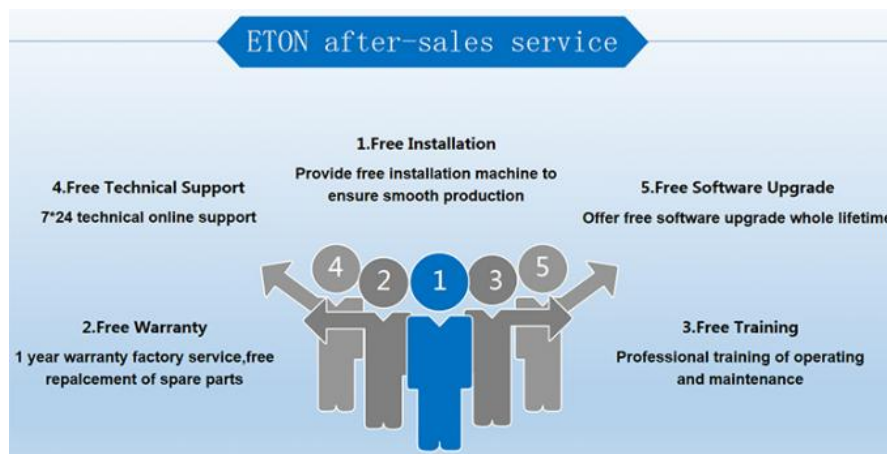 ETON after-sales service
1.Free Installation
Provide free installation machine to
ensure smooth production
4.Free Technical Support
7*24 technical online support
5.Free Software Upgrade
Offer free software upgrade whole lifetime
4
2
1
3
5
2.Free Warranty
1 year warranty factory service,free
repalcement of spare parts
3.Free Training
Professional training of operating
and maintenance